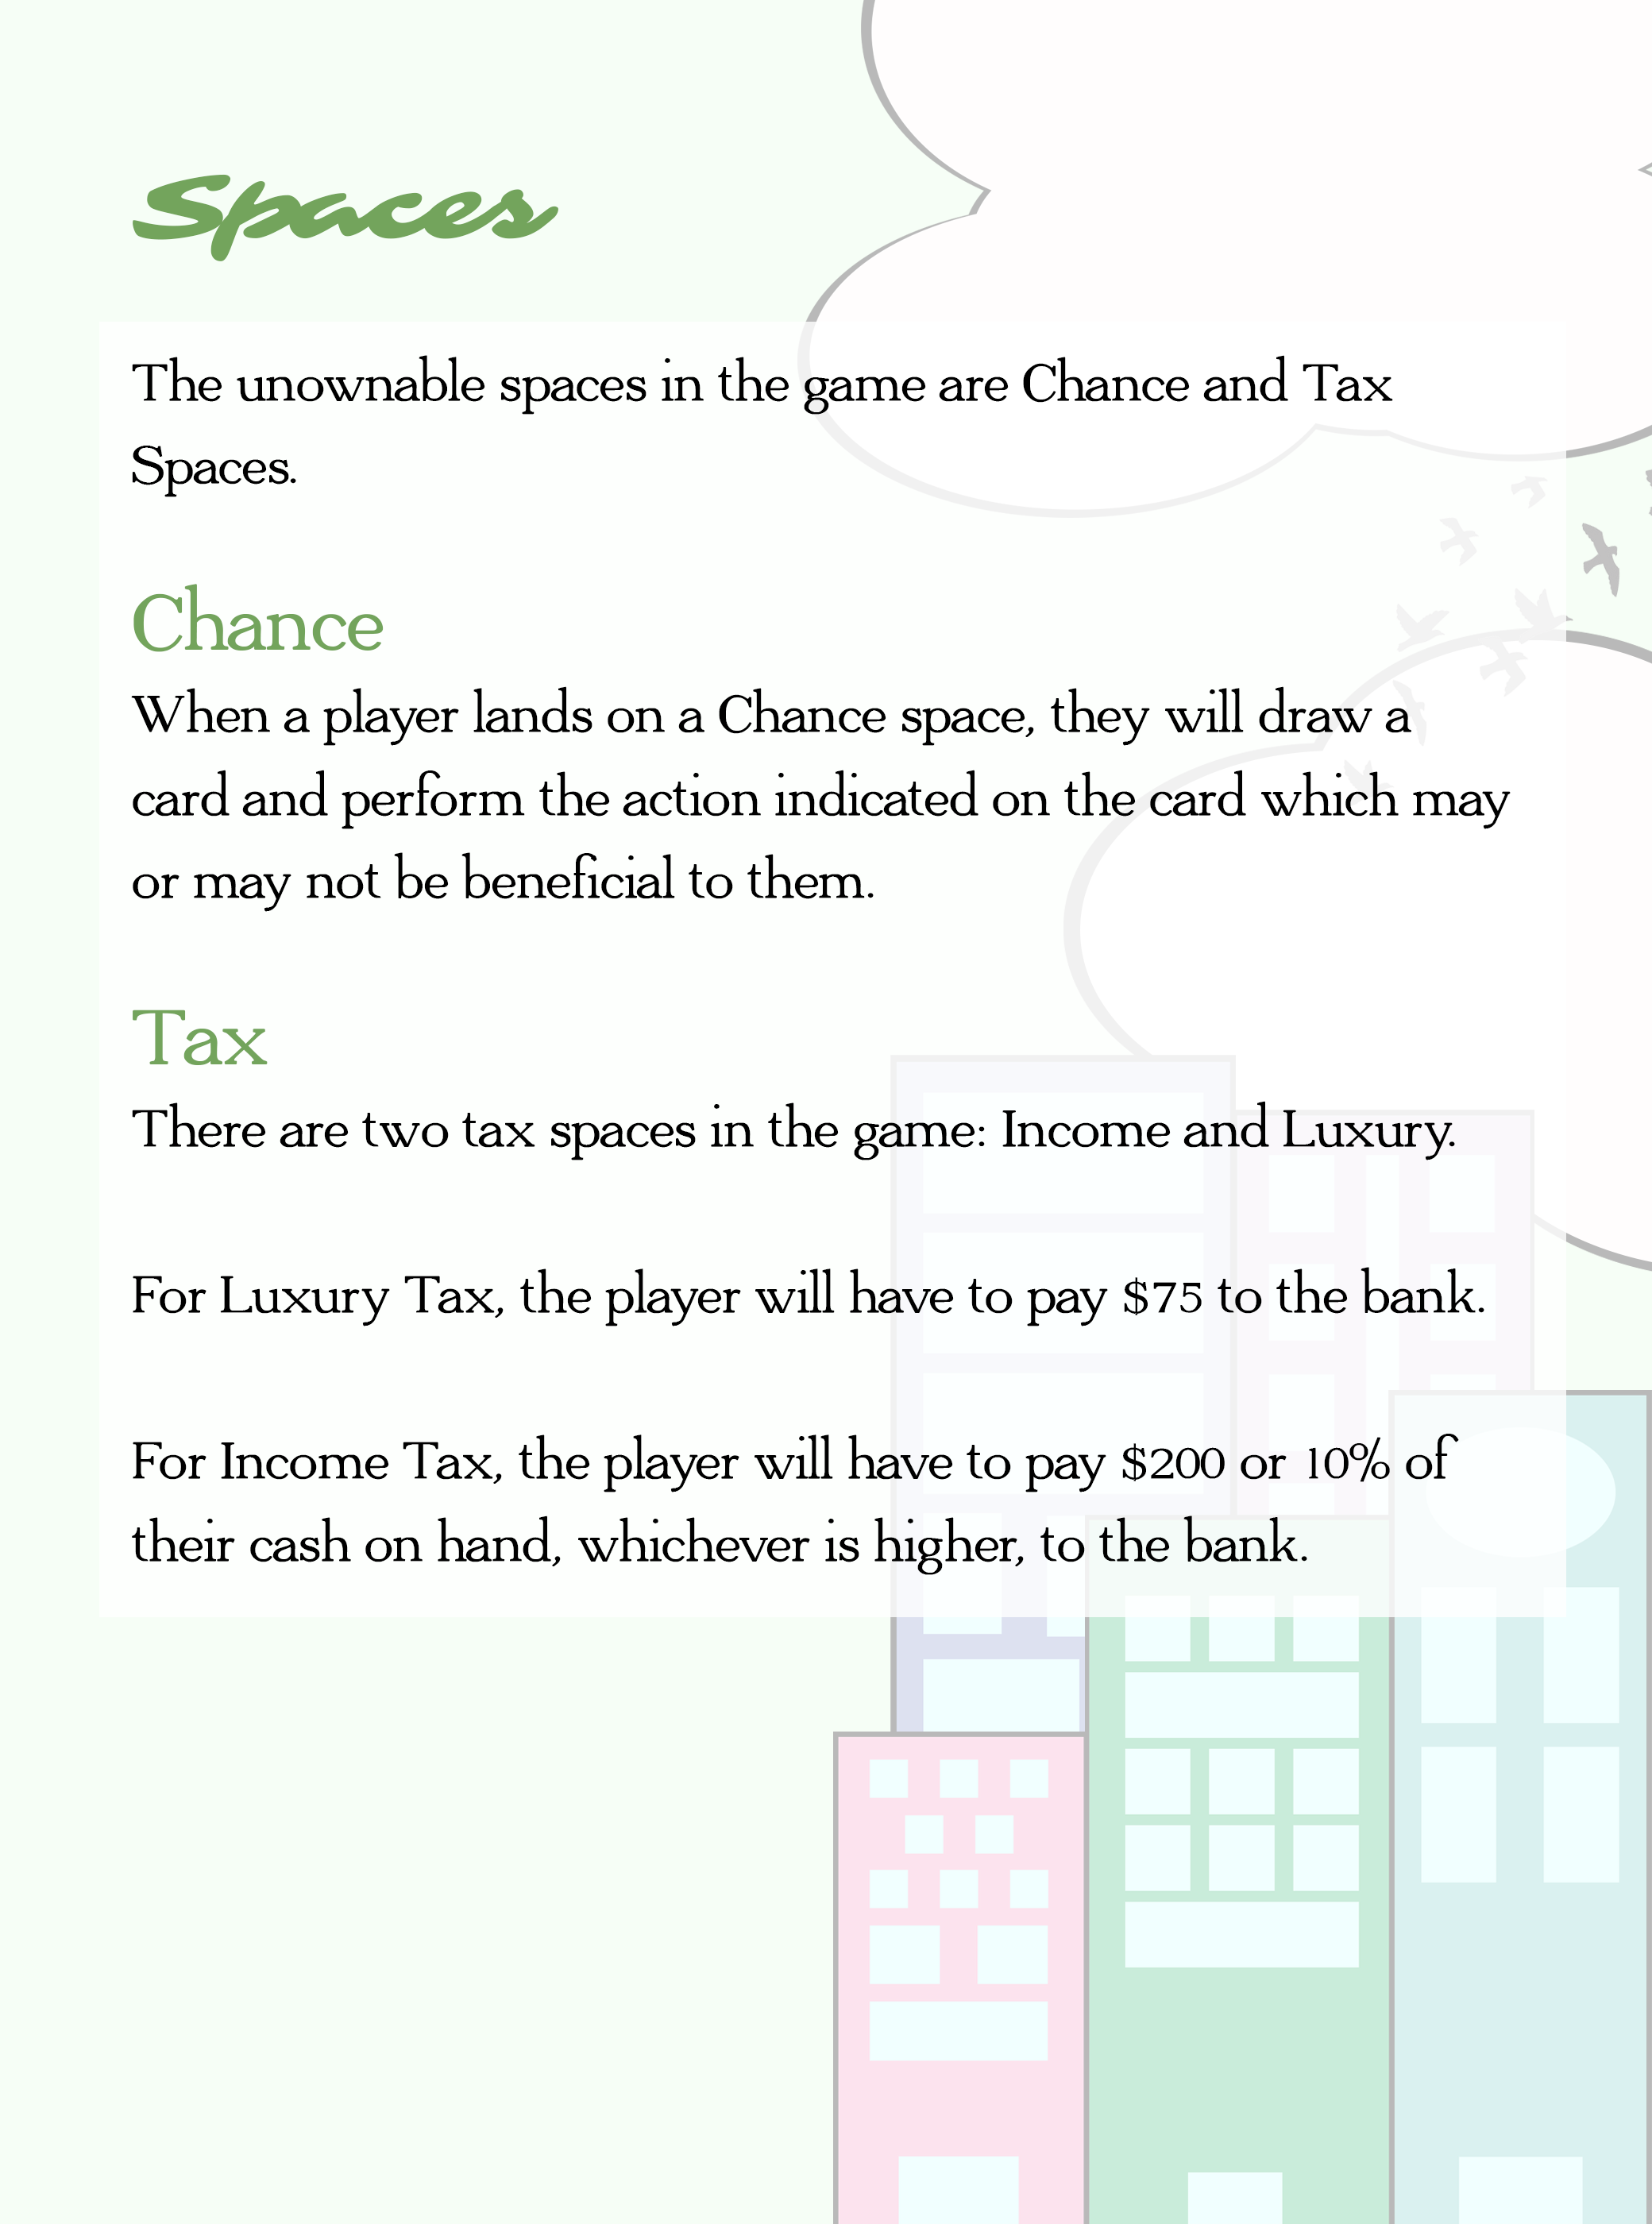 Spaces
The unownable spaces in the game are Chance and Tax
Spaces.
Chance
When a player lands on a Chance space, they will draw a
card and perform the action indicated on the card which may
or may not be beneficial to them.
Tax
There are two tax spaces in the game: Income and Luxury.
For Luxury Tax, the player will have to pay $75 to the bank.
For Income Tax, the player will have to pay $200 or 10% of
their cash on hand, whichever is higher, to the bank.